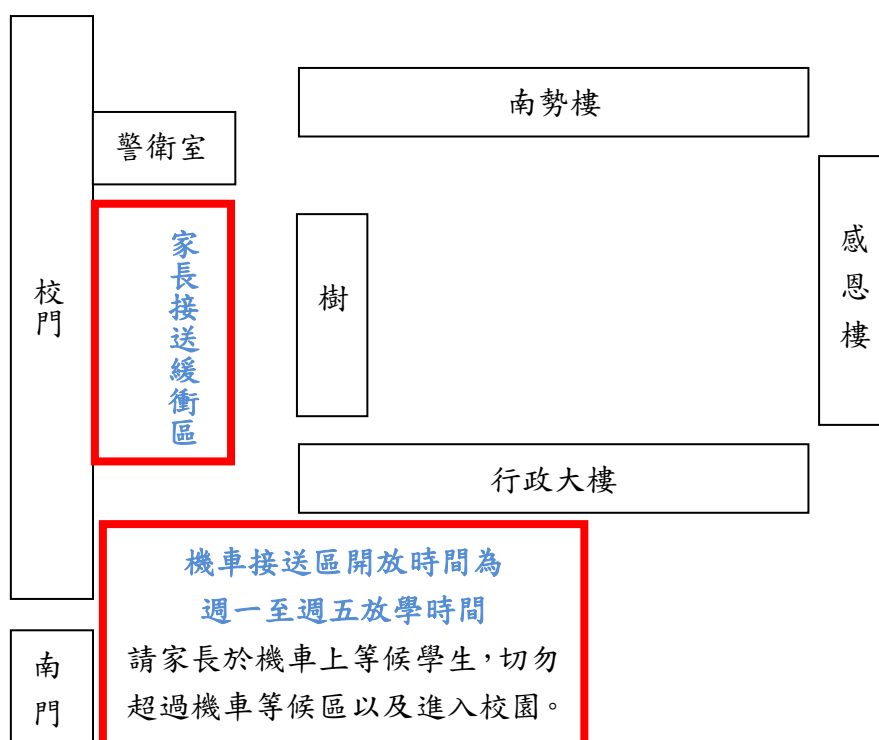 南勢樓
警衛室
校門
家長接送緩衝區
樹
感恩樓
行政大樓
機車接送區開放時間為
週一至週五放學時間
請家長於機車上等候學生,切勿
超過機車等候區以及進入校園。
南門